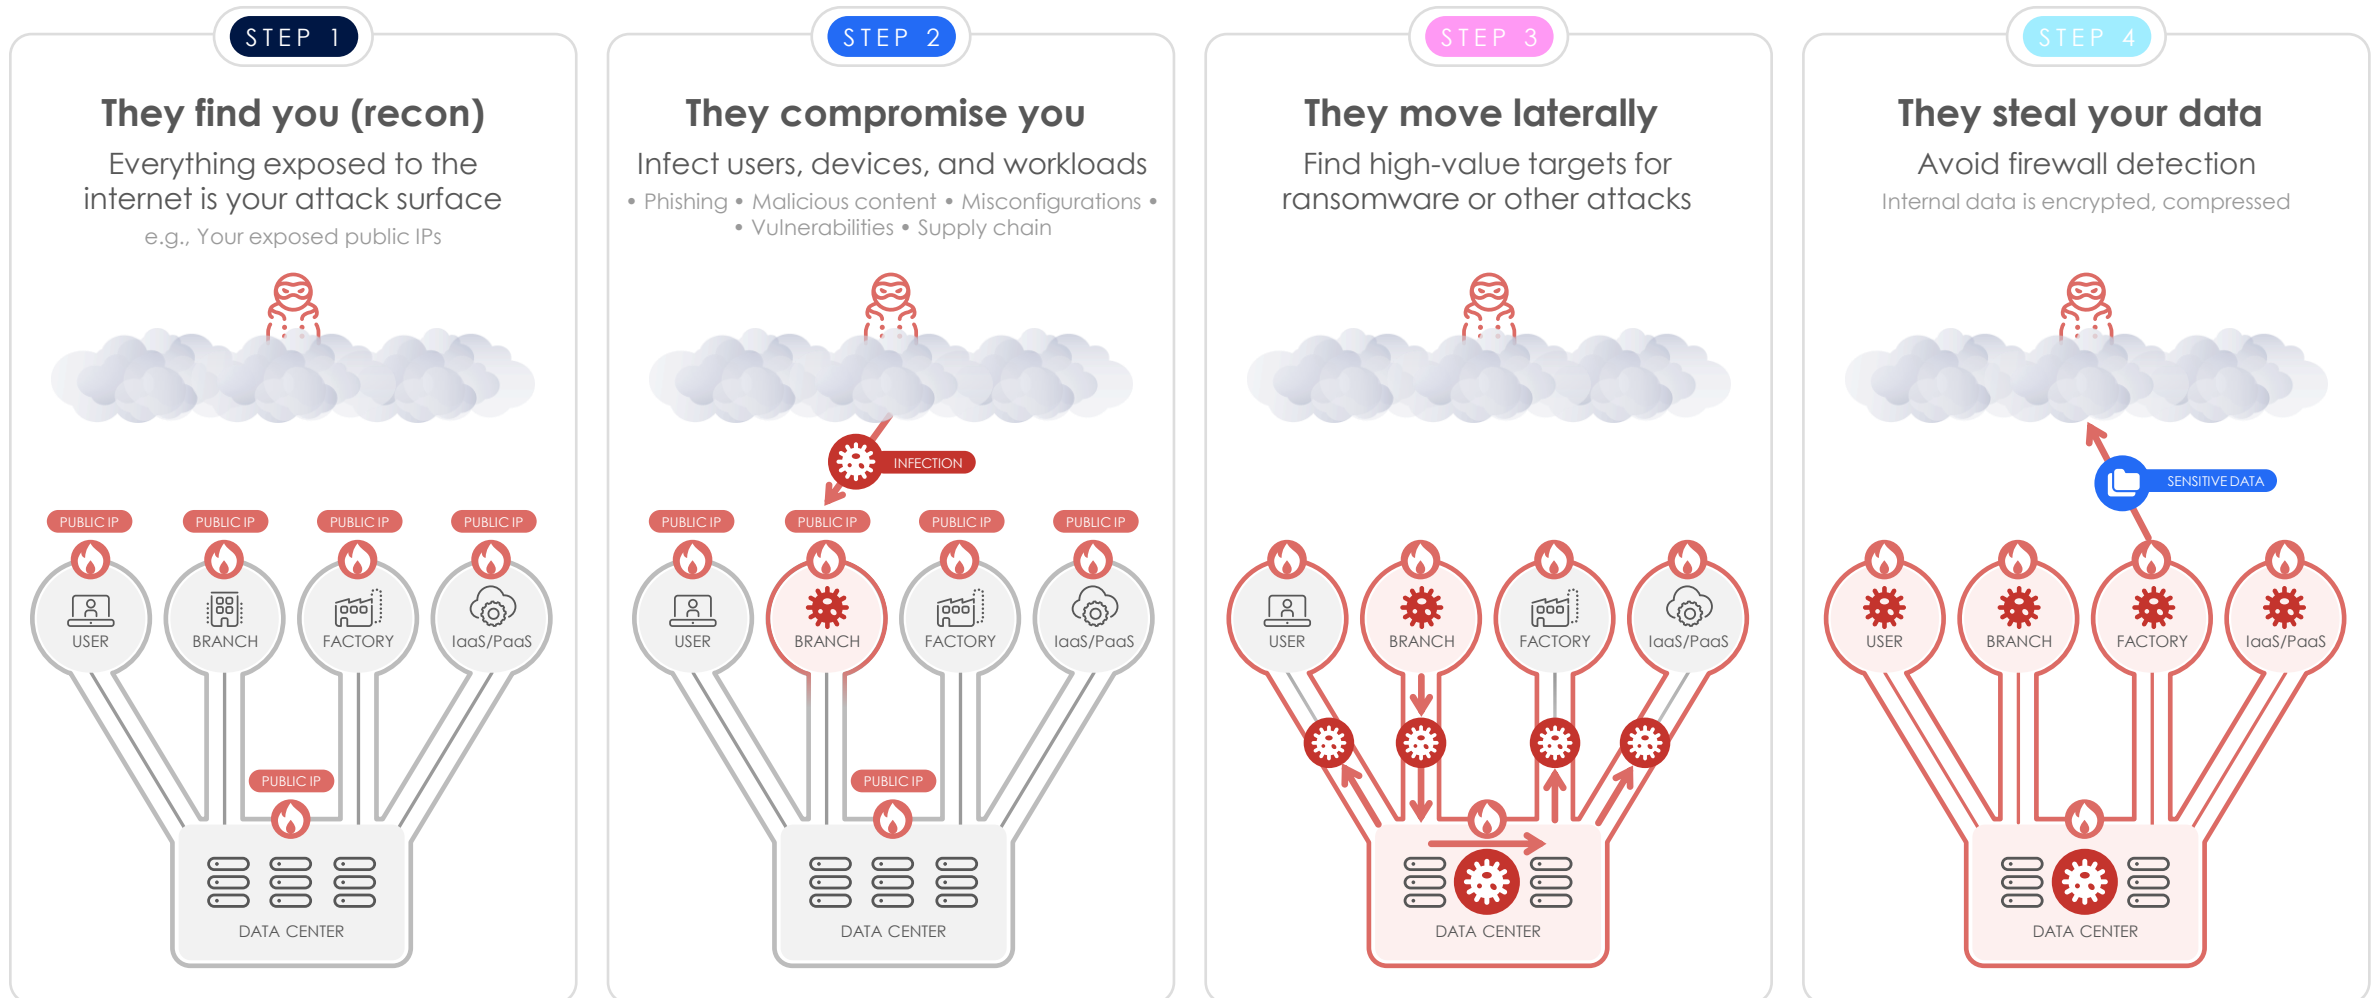 STEP 1
They find you (recon)
Everything exposed to the
internet is your attack surface
e.g., Your exposed public IPs
PUBLIC IP
PUBLIC IP
PUBLIC IP
PUBLIC IP
USER
BRANCH
FACTORY
IaaS/PaaS
PUBLIC IP
DATA CENTER
STEP 2
They compromise you
Infect users, devices, and workloads
• Phishing • Malicious content • Misconfigurations •
• Vulnerabilities • Supply chain
INFECTION
PUBLIC IP
PUBLIC IP
PUBLIC IP
PUBLIC IP
USER
BRANCH
FACTORY
IaaS/PaaS
PUBLIC IP
DATA CENTER
STEP 3
They move laterally
Find high-value targets for
ransomware or other attacks
USER
BRANCH
FACTORY
IaaS/PaaS
DATA CENTER
STEP 4
They steal your data
Avoid firewall detection
Internal data is encrypted, compressed
SENSITIVE DATA
USER
BRANCH
FACTORY
IaaS/PaaS
DATA CENTER